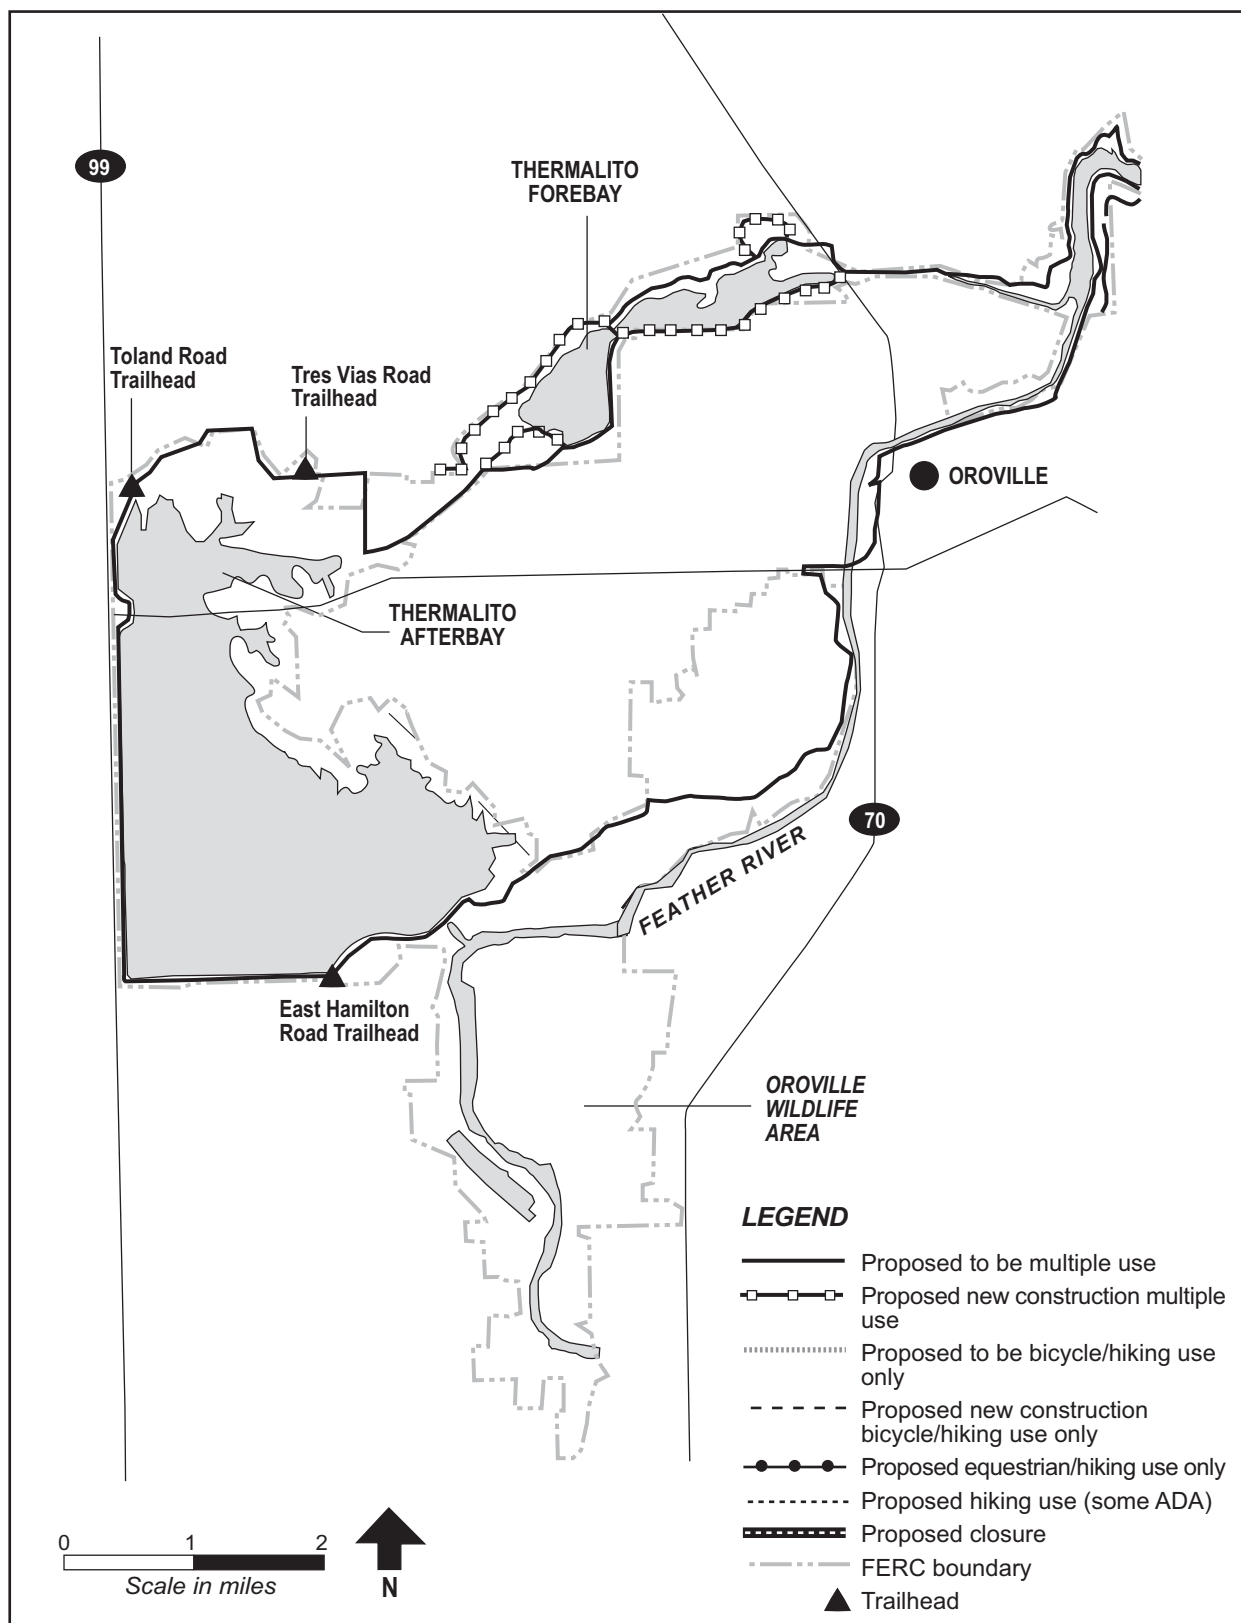 99
THERMALITO
FOREBAY
Toland Road
Trailhead
Tres Vias Road
Trailhead
OROVILLE
THERMALITO
AFTERBAY
70
FEATHER RIVER
East Hamilton
Road Trailhead
OROVILLE
WILDLIFE
AREA
LEGEND
Proposed to be multiple use
Proposed new construction multiple
use
Proposed to be bicycle/hiking use
only
Proposed new construction
bicycle/hiking use only
Proposed equestrian/hiking use only
Proposed hiking use (some ADA)
Proposed closure
FERC boundary
Trailhead
0 1 2
Scale in miles
N